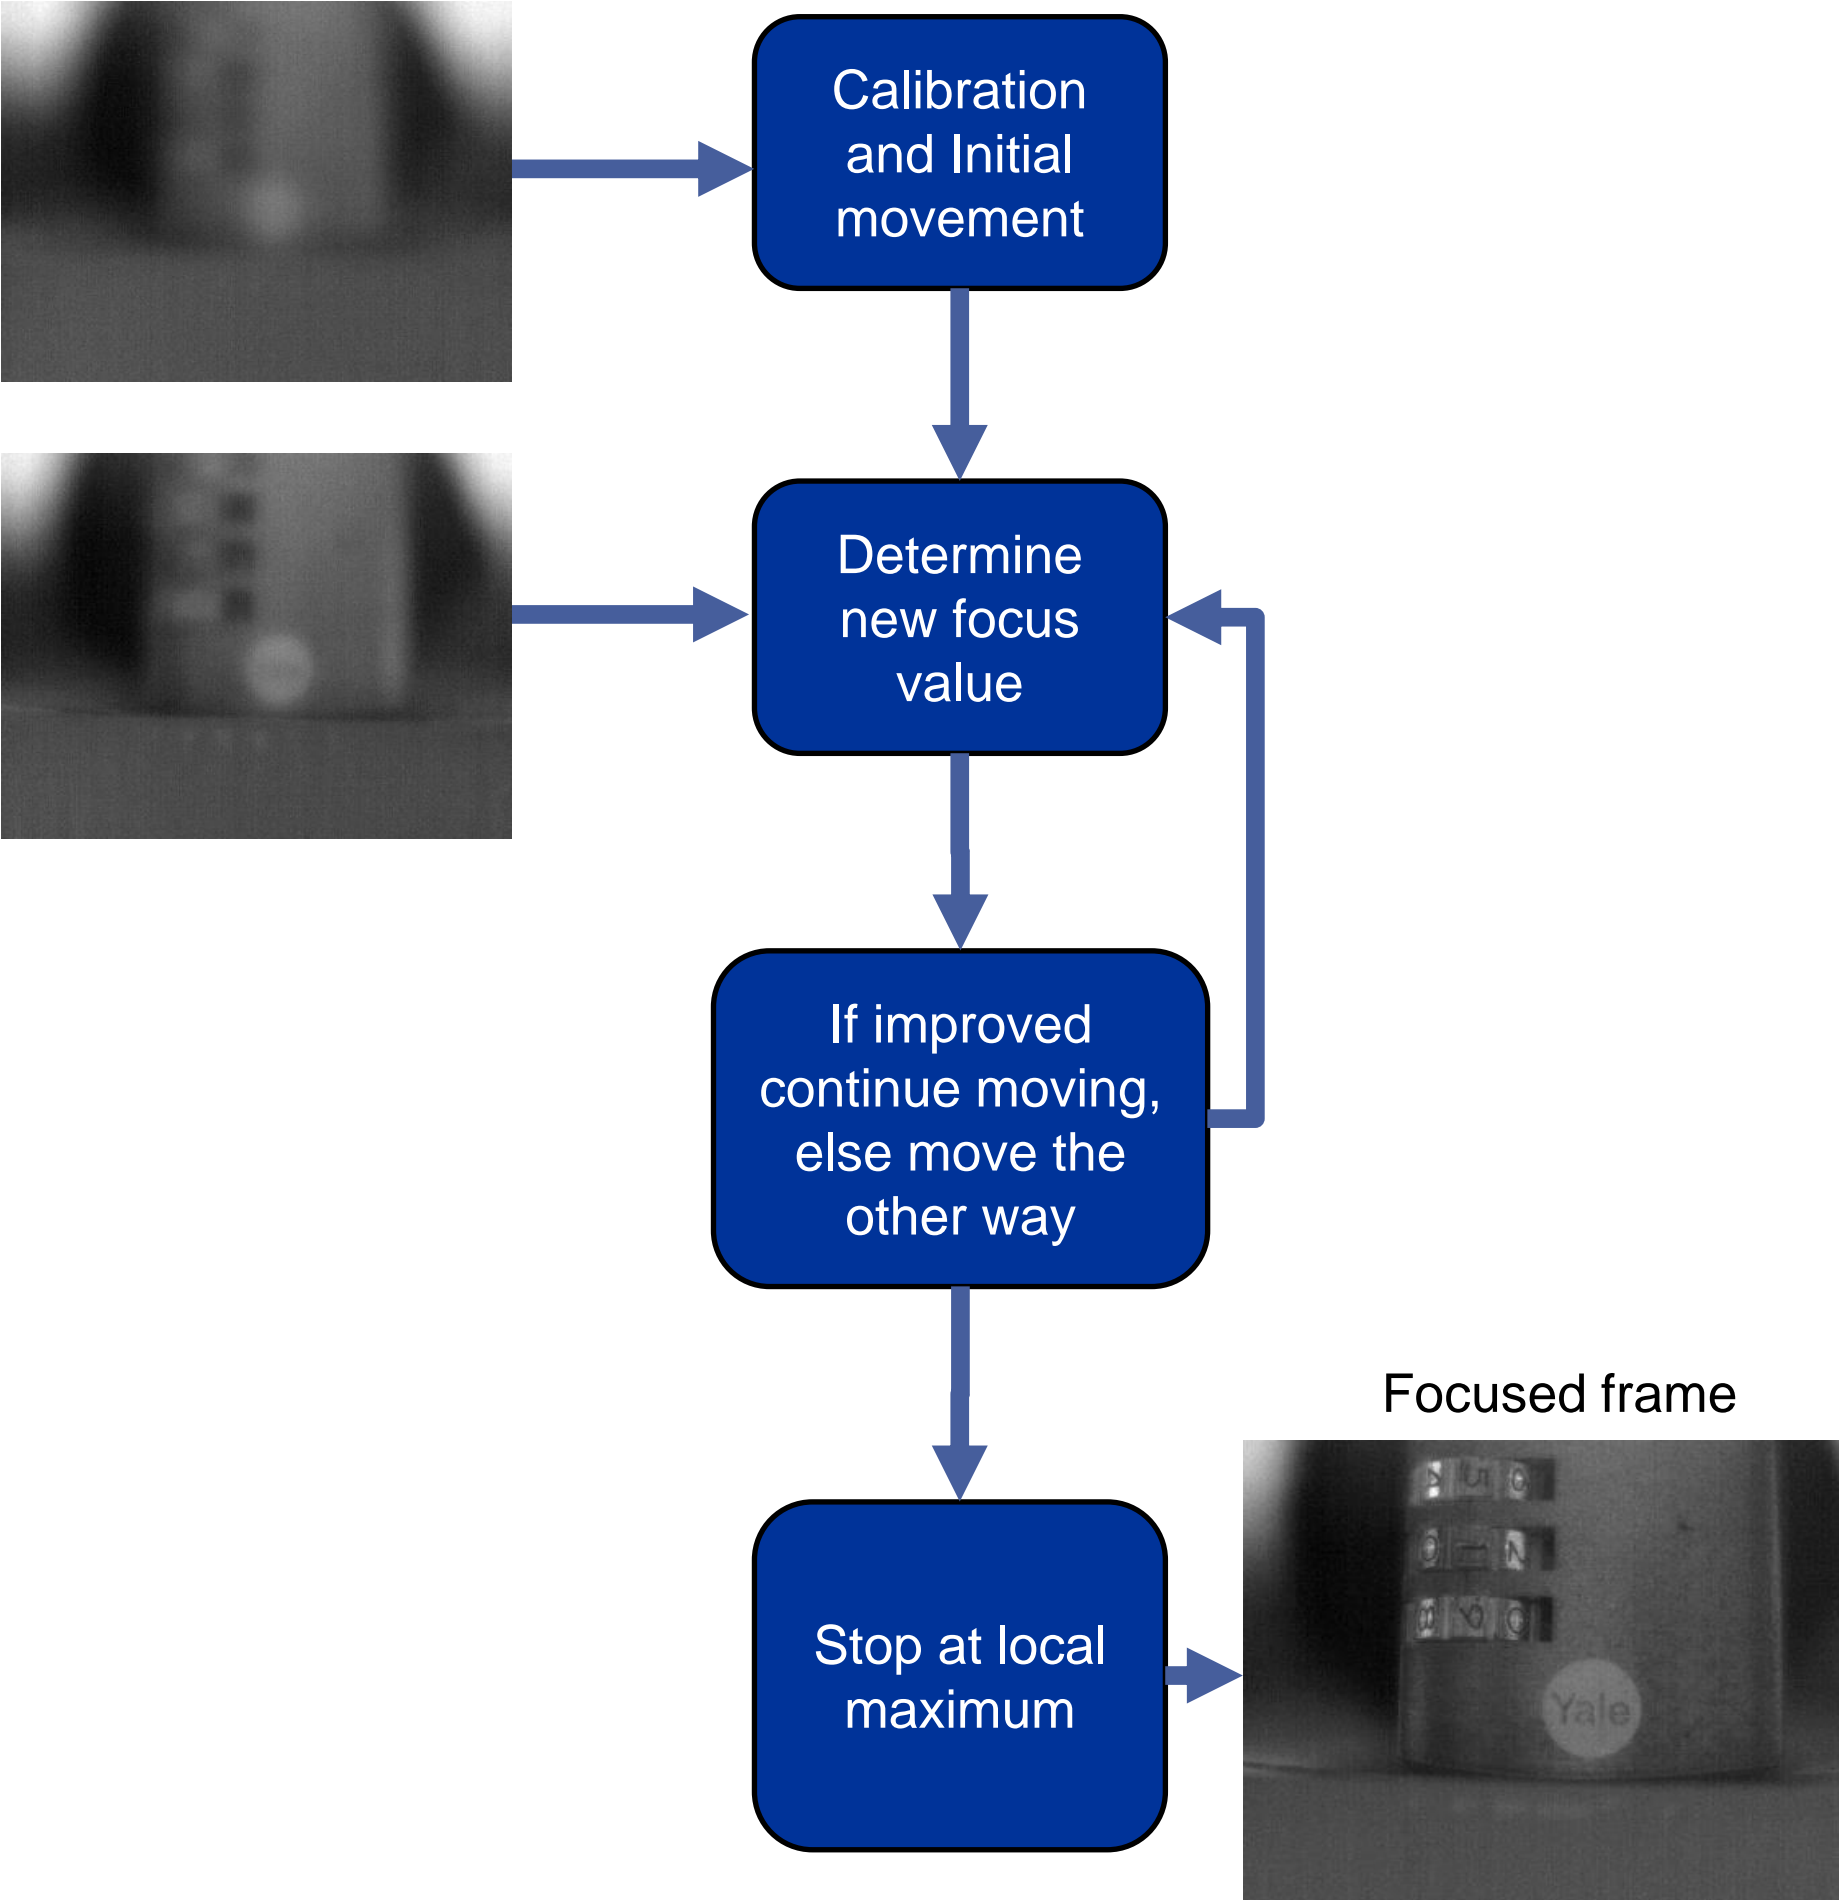 Calibration
and Initial
movement
Determine
new focus
value
If improved
continue moving,
else move the
other way
Stop at local
maximum
Focused frame
Yale